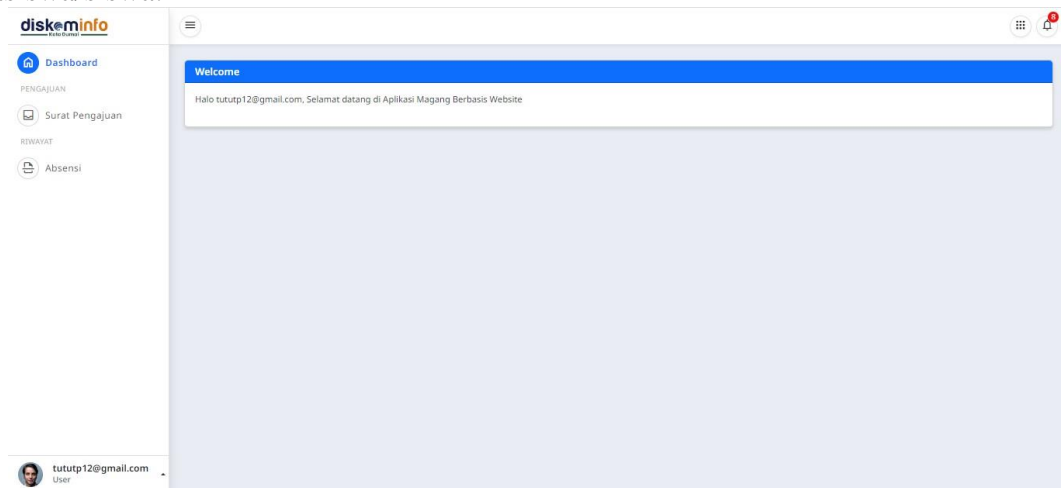 diskominfo
Kota Dumai
8
Dashboard
Welcome
PENGAJUAN
Halo tututp12@gmail.com, Selamat datang di Aplikasi Magang Berbasis Website
Surat Pengajuan
RIWAYAT
Absensi
tututp12@gmail.com
User